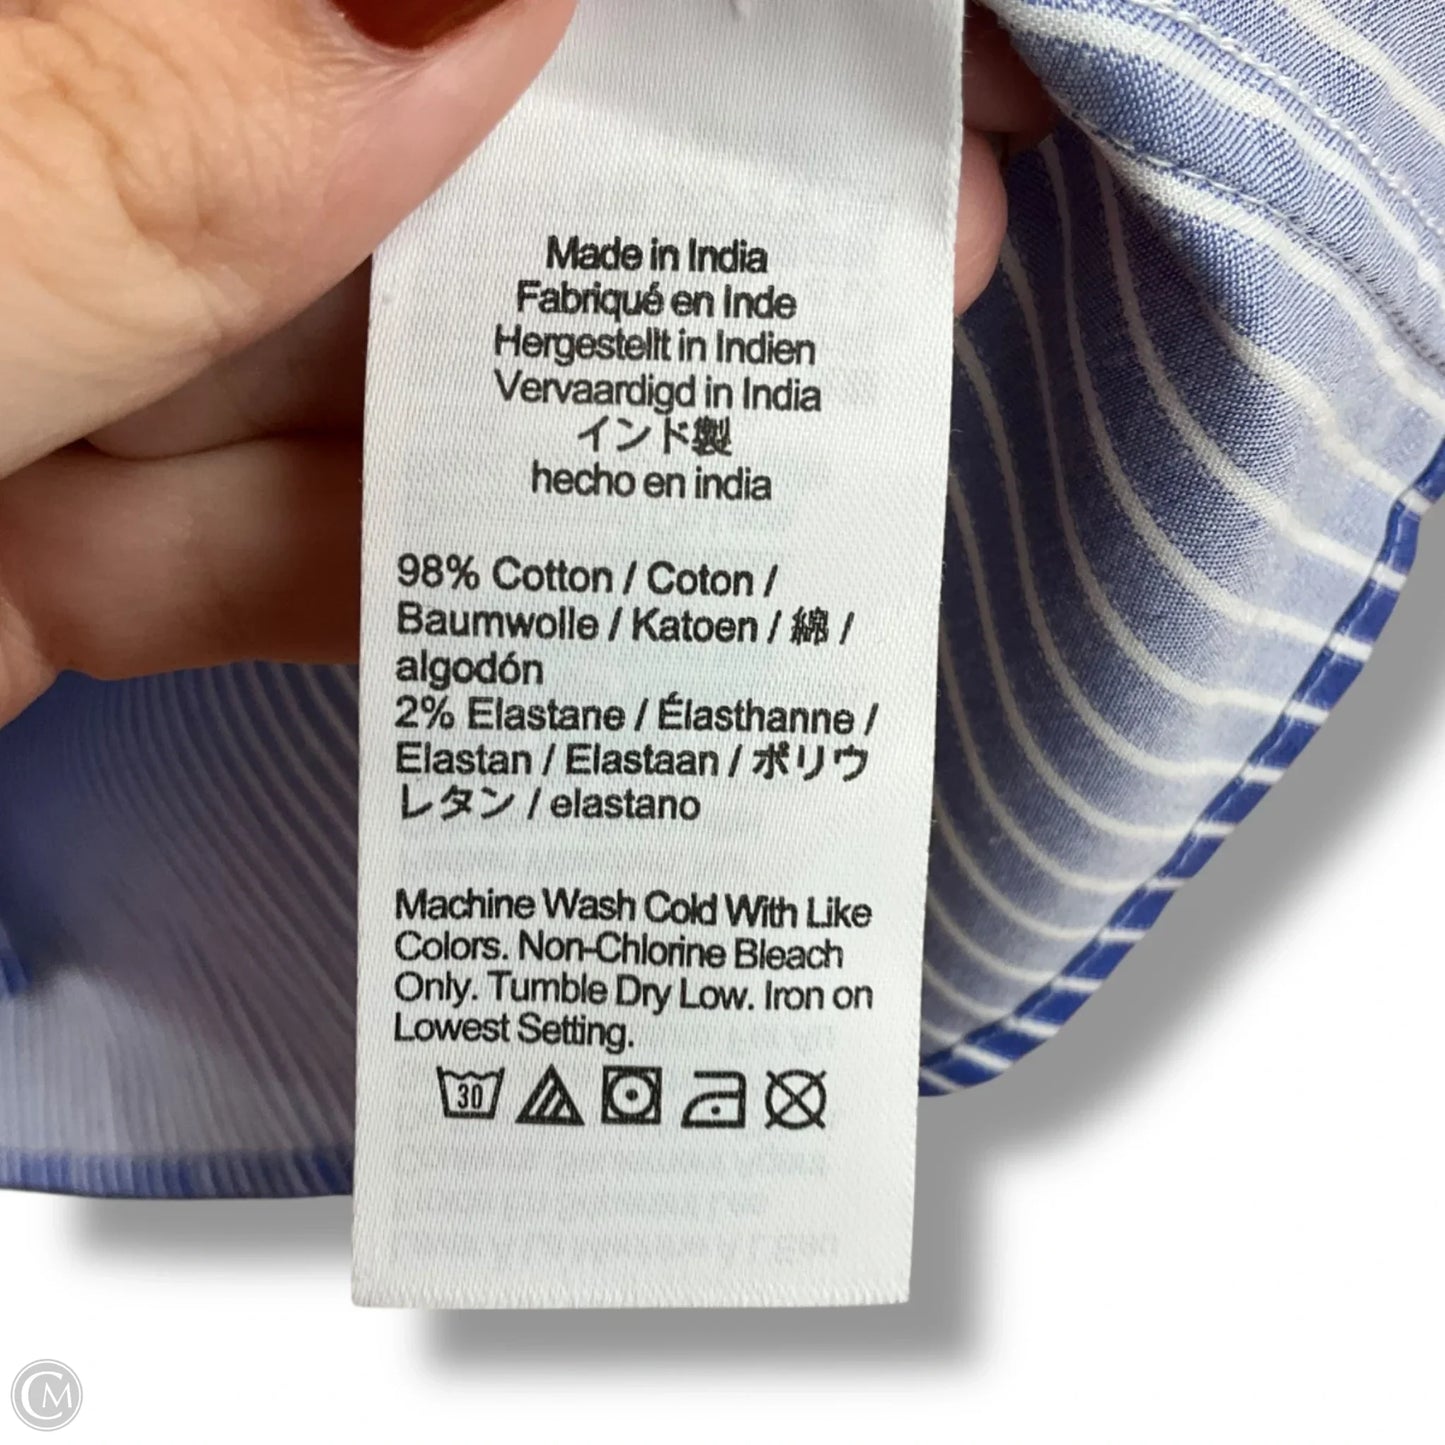 Made in India
Fabriqué en Inde
Hergestellt in Indien
Vervaardigd in India
インド製
hecho en india
98% Cotton / Coton /
Baumwolle / Katoen / 綿 /
algodón
2% Elastane / Élasthanne /
Elastan / Elastaan / ポリウ
レタン / elastano
Machine Wash Cold With Like
Colors. Non-Chlorine Bleach
Only. Tumble Dry Low. Iron on
Lowest Setting.
30
CM